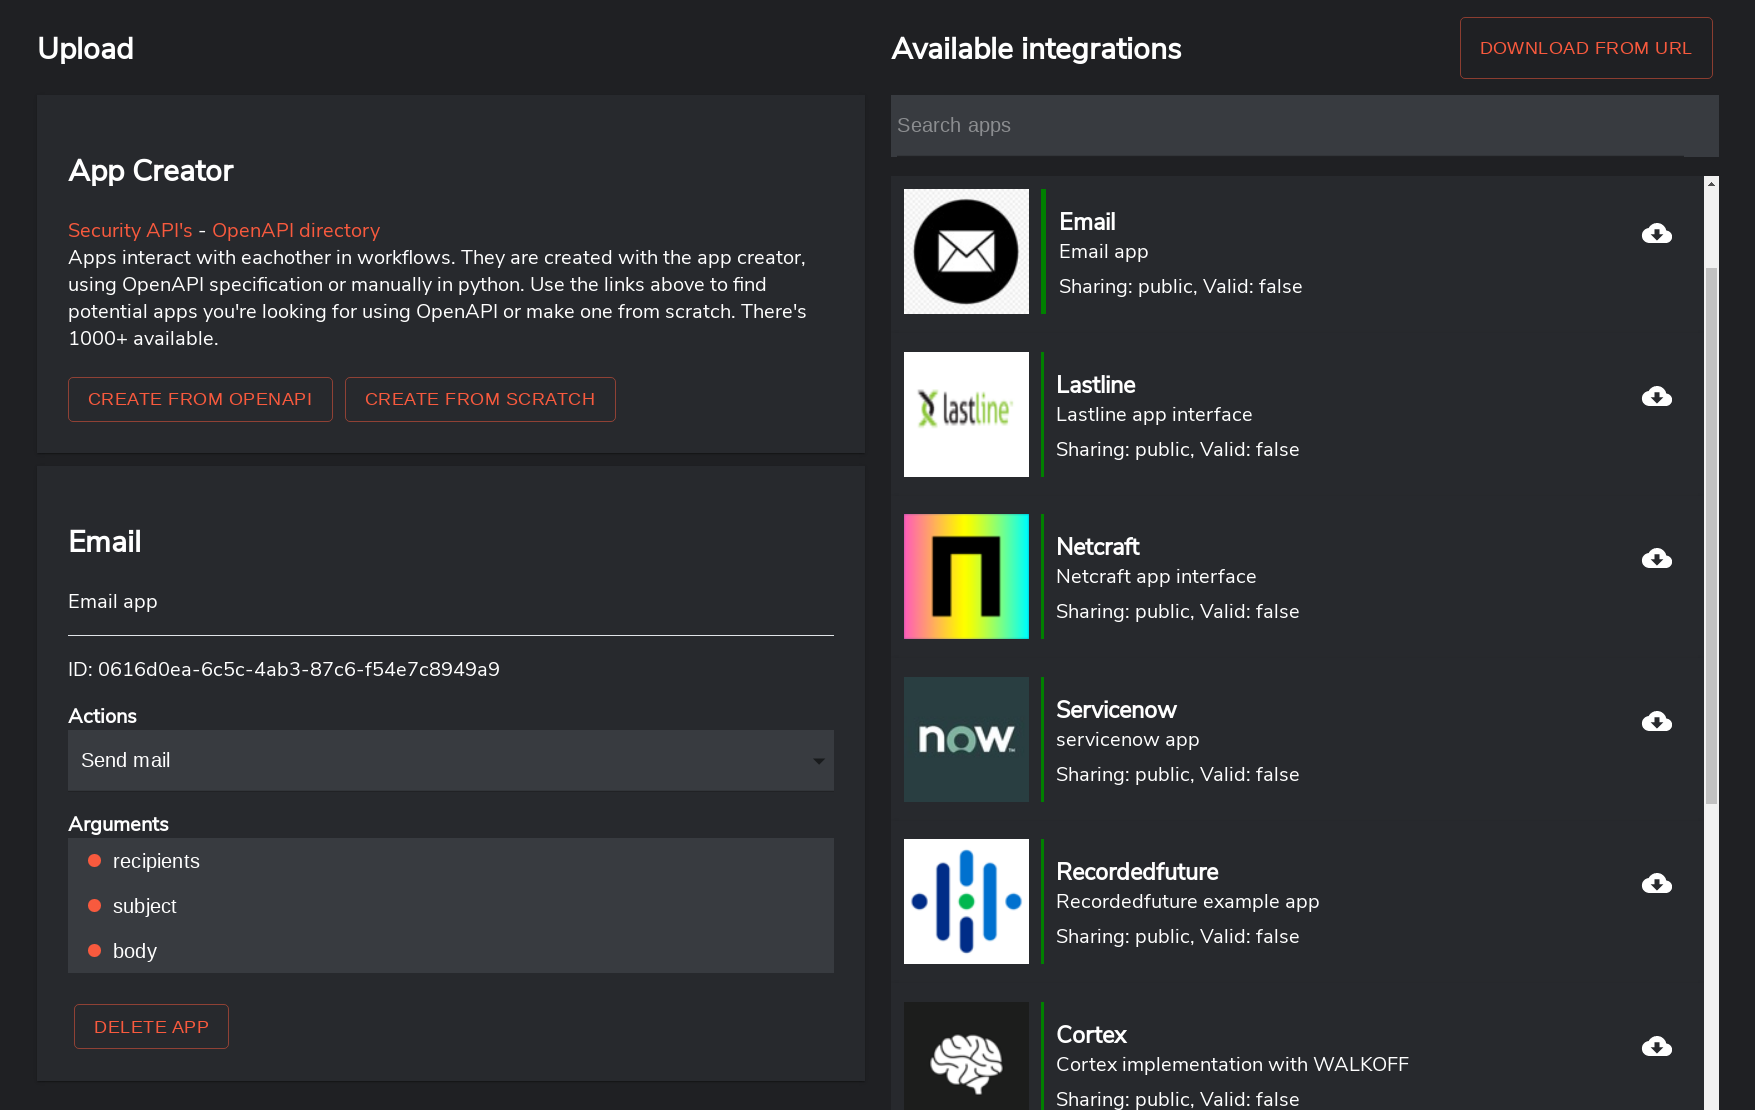 Upload
App Creator
Security API's - OpenAPI directory
Apps interact with eachother in workflows. They are created with the app creator,
using OpenAPI specification or manually in python. Use the links above to find
potential apps you're looking for using OpenAPI or make one from scratch. There's
1000+ available.
CREATE FROM OPENAPI
CREATE FROM SCRATCH
Email
Email app
ID: 0616d0ea-6c5c-4ab3-87c6-f54e7c8949a9
Actions
Send mail
Arguments
recipients
subject
body
DELETE APP
Available integrations
DOWNLOAD FROM URL
Search apps
Email
Email app
Sharing: public, Valid: false
lastline
Lastline
Lastline app interface
Sharing: public, Valid: false
Netcraft
Netcraft app interface
Sharing: public, Valid: false
now
Servicenow
servicenow app
Sharing: public, Valid: false
Recordedfuture
Recordedfuture example app
Sharing: public, Valid: false
Cortex
Cortex implementation with WALKOFF
Sharing: public, Valid: false